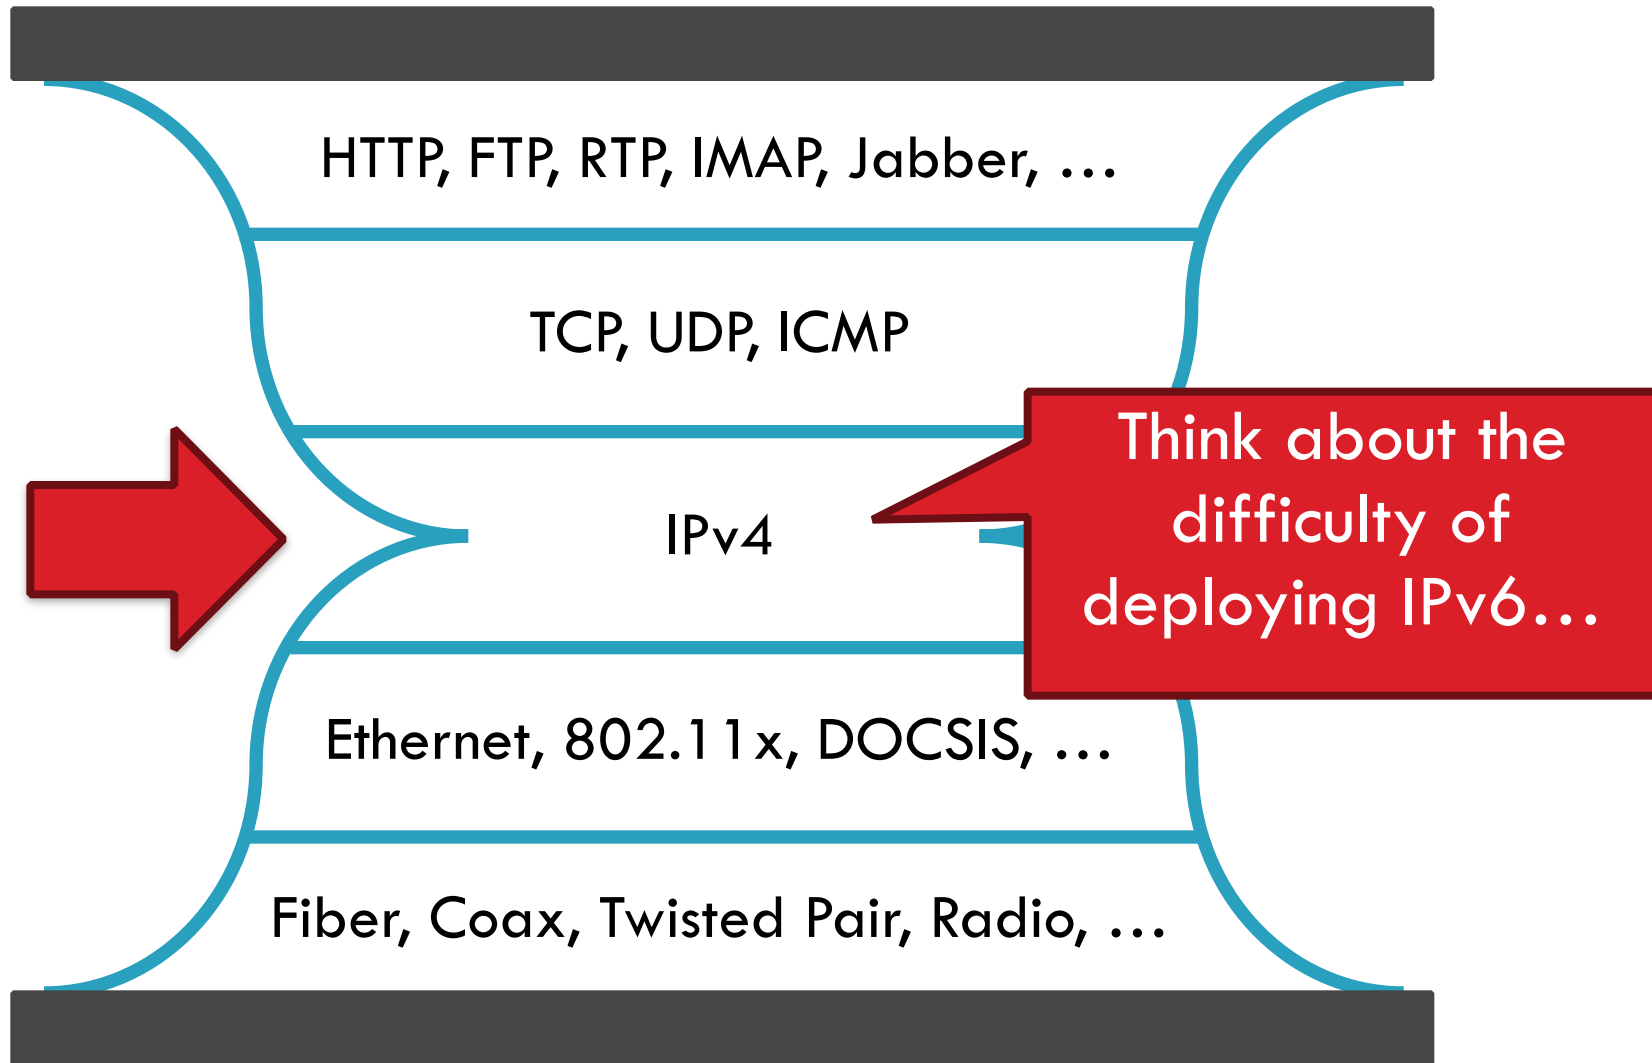 HTTP, FTP, RTP, IMAP, Jabber, …
TCP, UDP, ICMP
IPv4
Think about the
difficulty of
deploying IPv6…
Ethernet, 802.11x, DOCSIS, …
Fiber, Coax, Twisted Pair, Radio, …